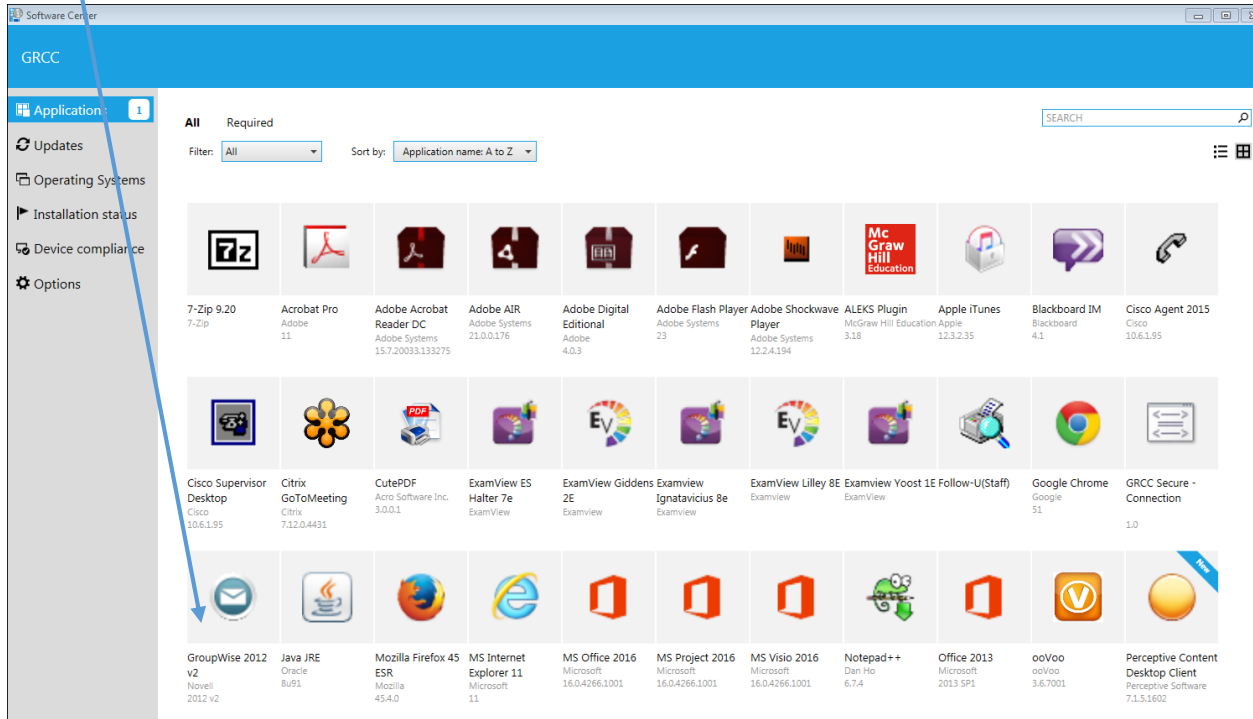 Software Center
GRCC
Applications 1
Updates
Operating Systems
Installation status
Device compliance
Options
All Required
SEARCH
Filter: All Sort by: Application name: A to Z
7z
Mc
Graw
Hill
Education
7-Zip 9.20
7-Zip
Acrobat Pro
Adobe
11
Adobe Acrobat
Reader DC
Adobe Systems
15.7.20033.133275
Adobe AIR
Adobe Systems
21.0.0.176
Adobe Digital
Editional
Adobe
4.0.3
Adobe Flash Player
Adobe Systems
23
Adobe Shockwave
Player
Adobe Systems
12.2.4.194
ALEKS Plugin
McGraw Hill Education
3.18
Apple iTunes
Apple
12.3.2.35
Blackboard IM
Blackboard
4.1
Cisco Agent 2015
Cisco
10.6.1.95
PDF
EV
EV
Cisco Supervisor
Desktop
Cisco
10.6.1.95
Citrix
GoToMeeting
Citrix
7.12.0.4431
CutePDF
Acro Software Inc.
3.0.0.1
ExamView ES
Halter 7e
ExamView
ExamView Giddens
2E
Examview
Examview
Ignatavicius 8e
Examview
ExamView Lilley 8E
Examview
Examview Yoost 1E
ExamView
Follow-U(Staff)
Google Chrome
Google
51
GRCC Secure -
Connection
1.0
New
GroupWise 2012
v2
Novell
2012 v2
Java JRE
Oracle
8u91
Mozilla Firefox 45
ESR
Mozilla
45.4.0
MS Internet
Explorer 11
Microsoft
11
MS Office 2016
Microsoft
16.0.4266.1001
MS Project 2016
Microsoft
16.0.4266.1001
MS Visio 2016
Microsoft
16.0.4266.1001
Notepad++
Dan Ho
6.7.4
Office 2013
Microsoft
2013 SP1
ooVoo
ooVoo
3.6.7001
Perceptive Content
Desktop Client
Perceptive Software
7.1.5.1602